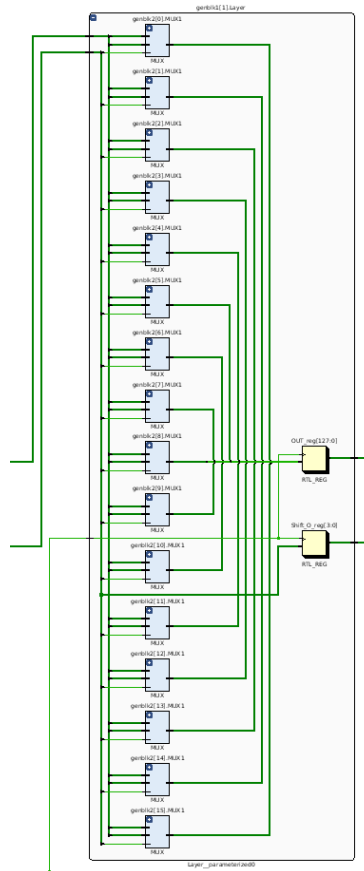 genblk1[1].Layer
genblk2[0].MUX1
MUX
genblk2[1].MUX1
MUX
genblk2[2].MUX1
MUX
genblk2[3].MUX1
MUX
genblk2[4].MUX1
MUX
genblk2[5].MUX1
MUX
genblk2[6].MUX1
MUX
genblk2[7].MUX1
MUX
genblk2[8].MUX1
MUX
OUT_reg[127:0]
RTL_REG
genblk2[9].MUX1
MUX
Shift_O_reg[3:0]
RTL_REG
genblk2[10].MUX1
MUX
genblk2[11].MUX1
MUX
genblk2[12].MUX1
MUX
genblk2[13].MUX1
MUX
genblk2[14].MUX1
MUX
genblk2[15].MUX1
MUX
Layer__parameterized0